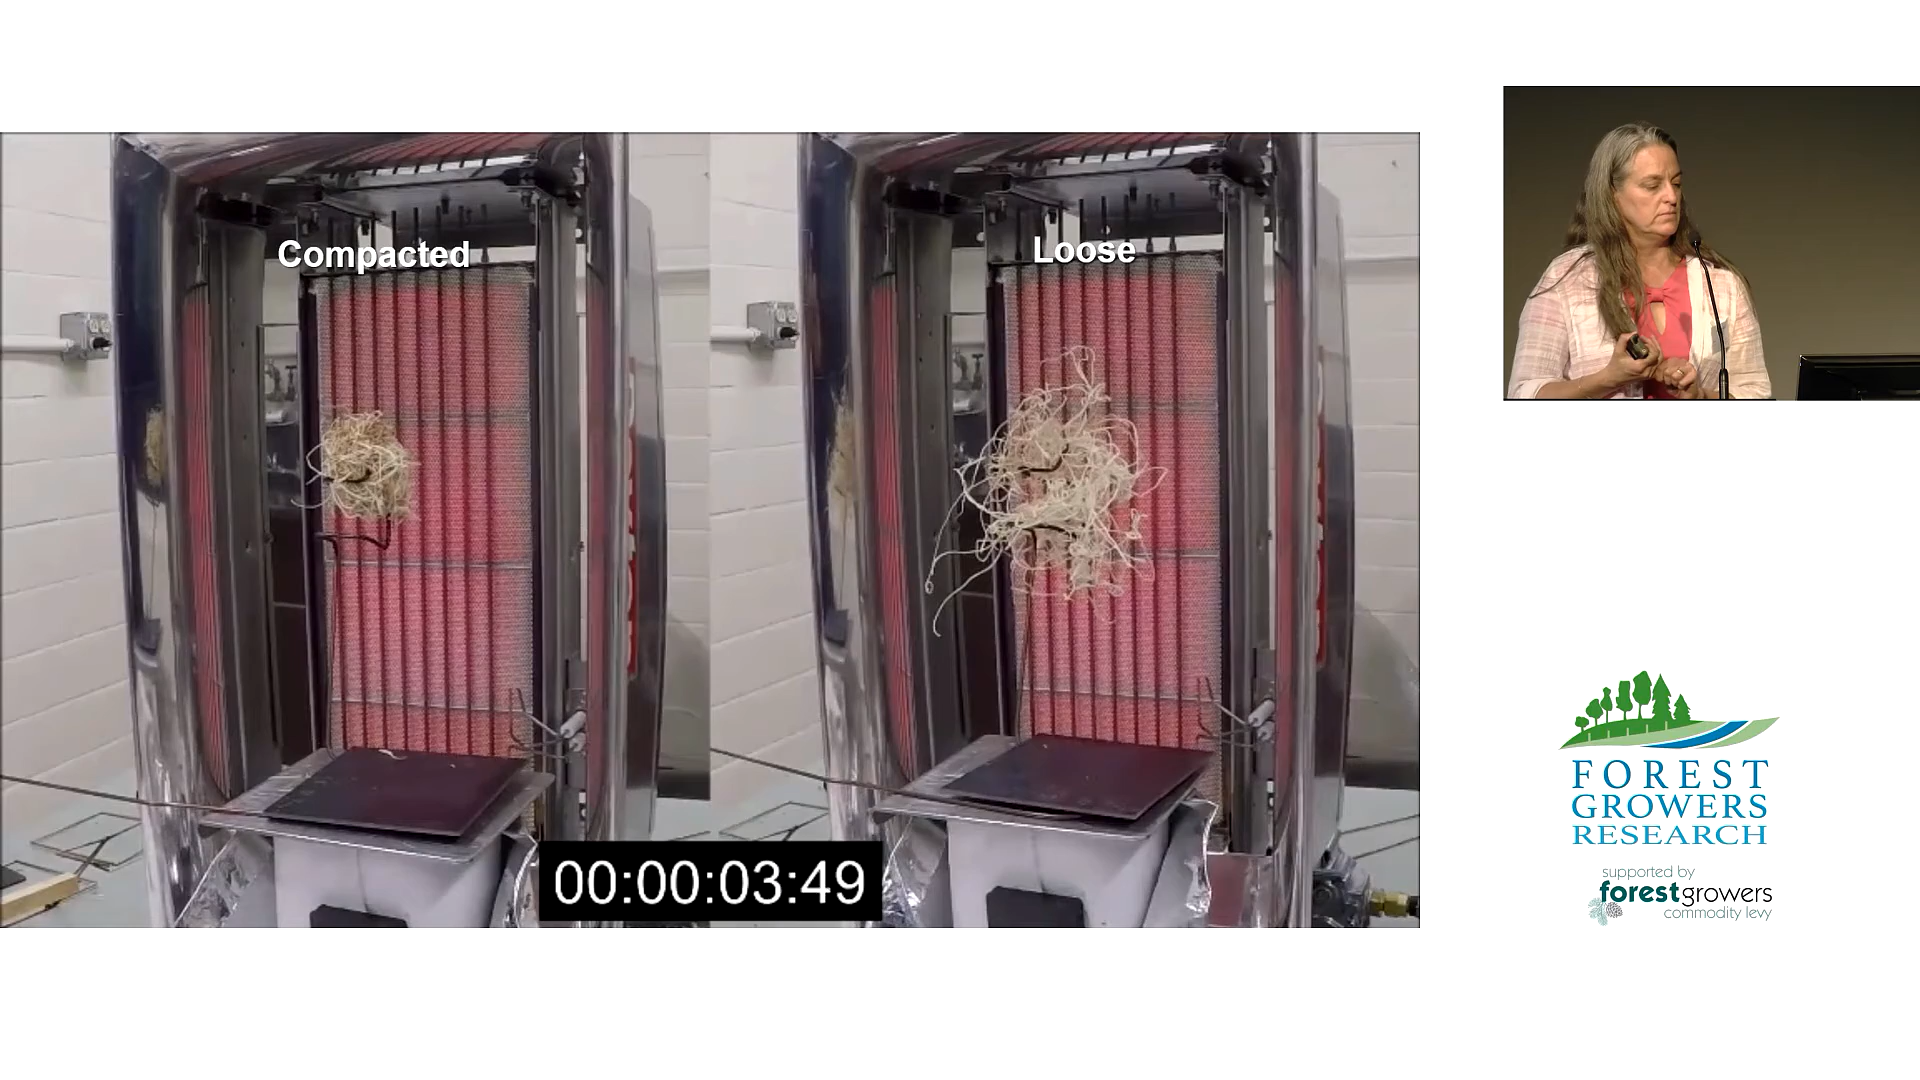 Compacted
Loose
00:00:03:49
FOREST
GROWERS
RESEARCH
supported by
forestgrowers
commodity levy